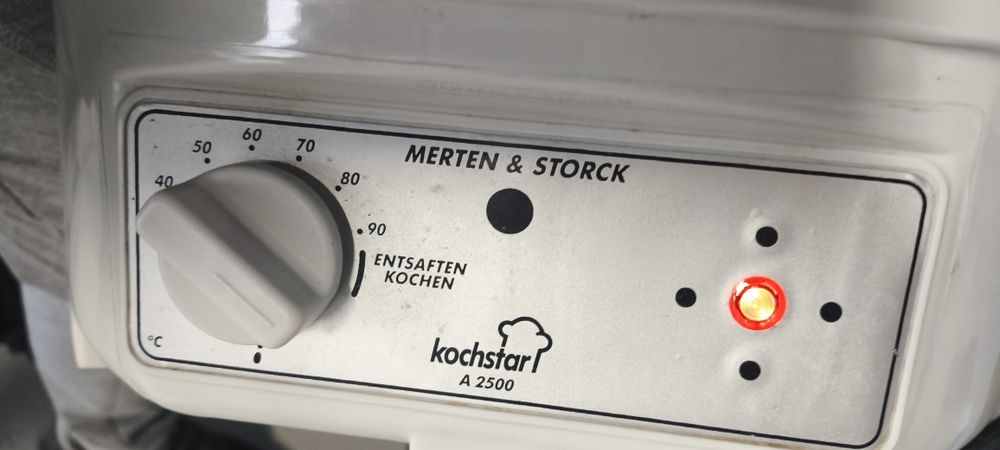 40
50
60
70
80
90
ENTSAFTEN
KOCHEN
°C
MERTEN & STORCK
kochstar
A 2500